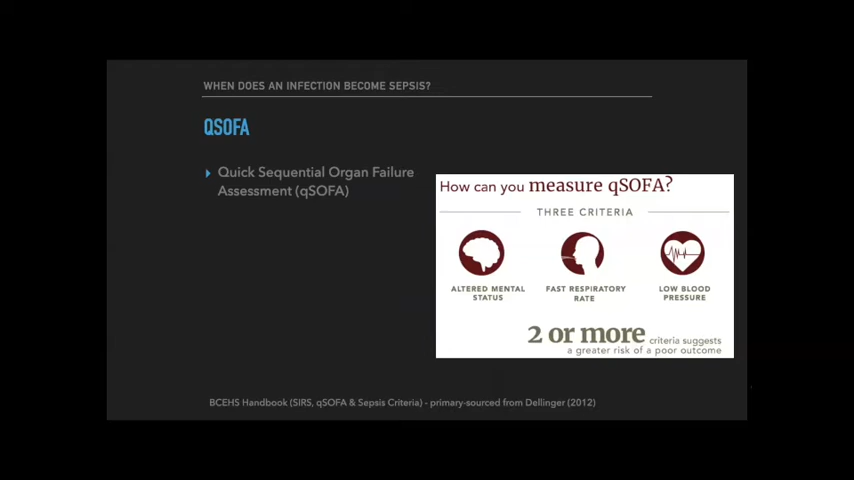 WHEN DOES AN INFECTION BECOME SEPSIS?
QSOFA
Quick Sequential Organ Failure
Assessment (qSOFA)
How can you measure qSOFA?
THREE CRITERIA
ALTERED MENTAL
STATUS
FAST RESPIRATORY
RATE
LOW BLOOD
PRESSURE
2 or more criteria suggests
a greater risk of a poor outcome
BCEHS Handbook (SIRS, qSOFA & Sepsis Criteria) - primary-sourced from Dellinger (2012)